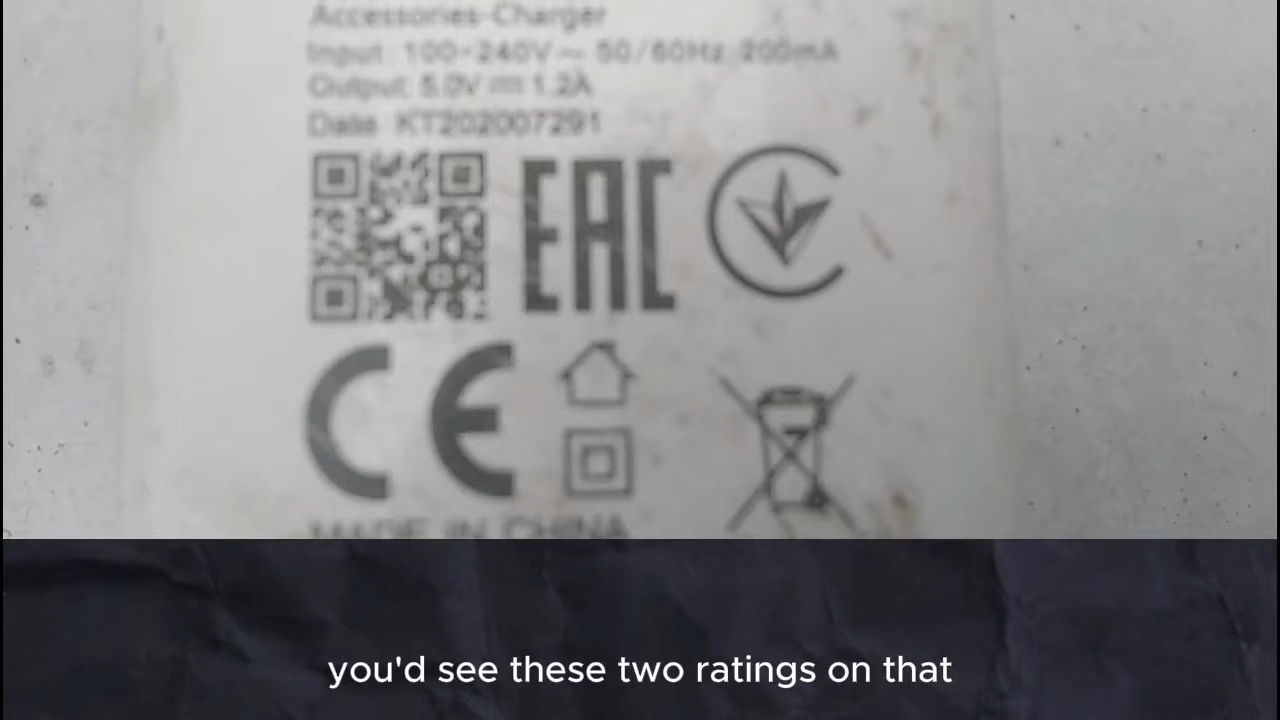 Accessories-Charger
Input: 100-240V~ 50/60Hz 200mA
Output: 5.0V⎓1.2A
Date KT202007291
EAC
CE
MADE IN CHINA
you'd see these two ratings on that